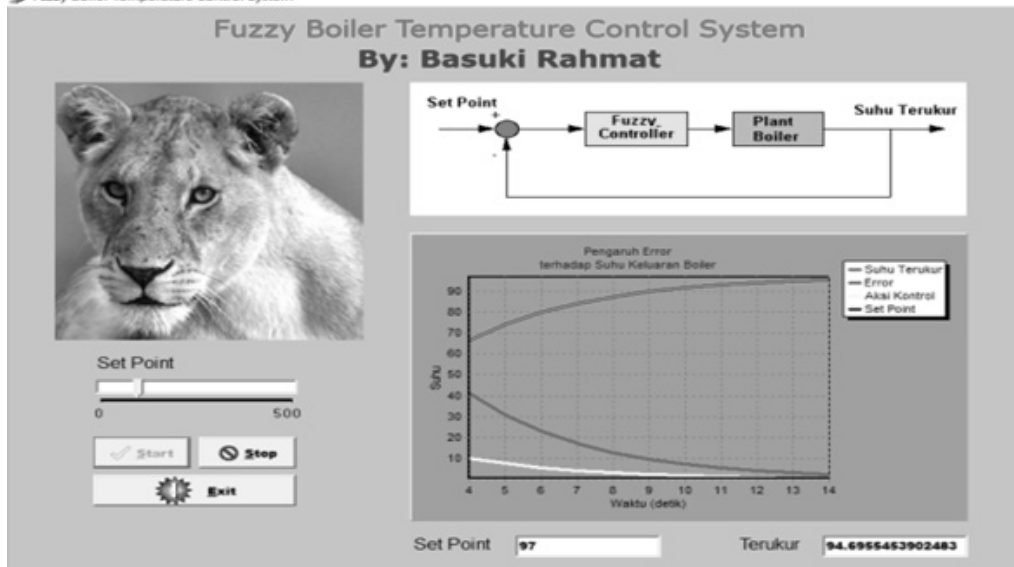 Fuzzy Boiler Temperature Control System
By: Basuki Rahmat
Set Point
+
-
Fuzzy_
Controller
Plant
Boiler
Suhu Terukur
Pengaruh Error
terhadap Suhu Keluaran Boiler
Suhu Terukur
Error
Aksi Kontrol
Set Point
Suhu
90
80
70
60
50
40
30
20
10
4 5 6 7 8 9 10 11 12 13 14
Waktu (detik)
Set Point
0 500
Start
Stop
Exit
Set Point 97
Terukur 94.6955453902483